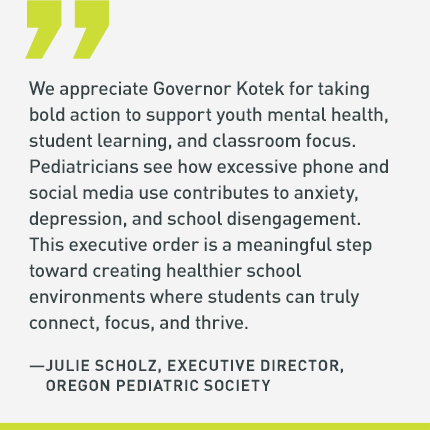 ”
We appreciate Governor Kotek for taking
bold action to support youth mental health,
student learning, and classroom focus.
Pediatricians see how excessive phone and
social media use contributes to anxiety,
depression, and school disengagement.
This executive order is a meaningful step
toward creating healthier school
environments where students can truly
connect, focus, and thrive.
—JULIE SCHOLZ, EXECUTIVE DIRECTOR,
OREGON PEDIATRIC SOCIETY